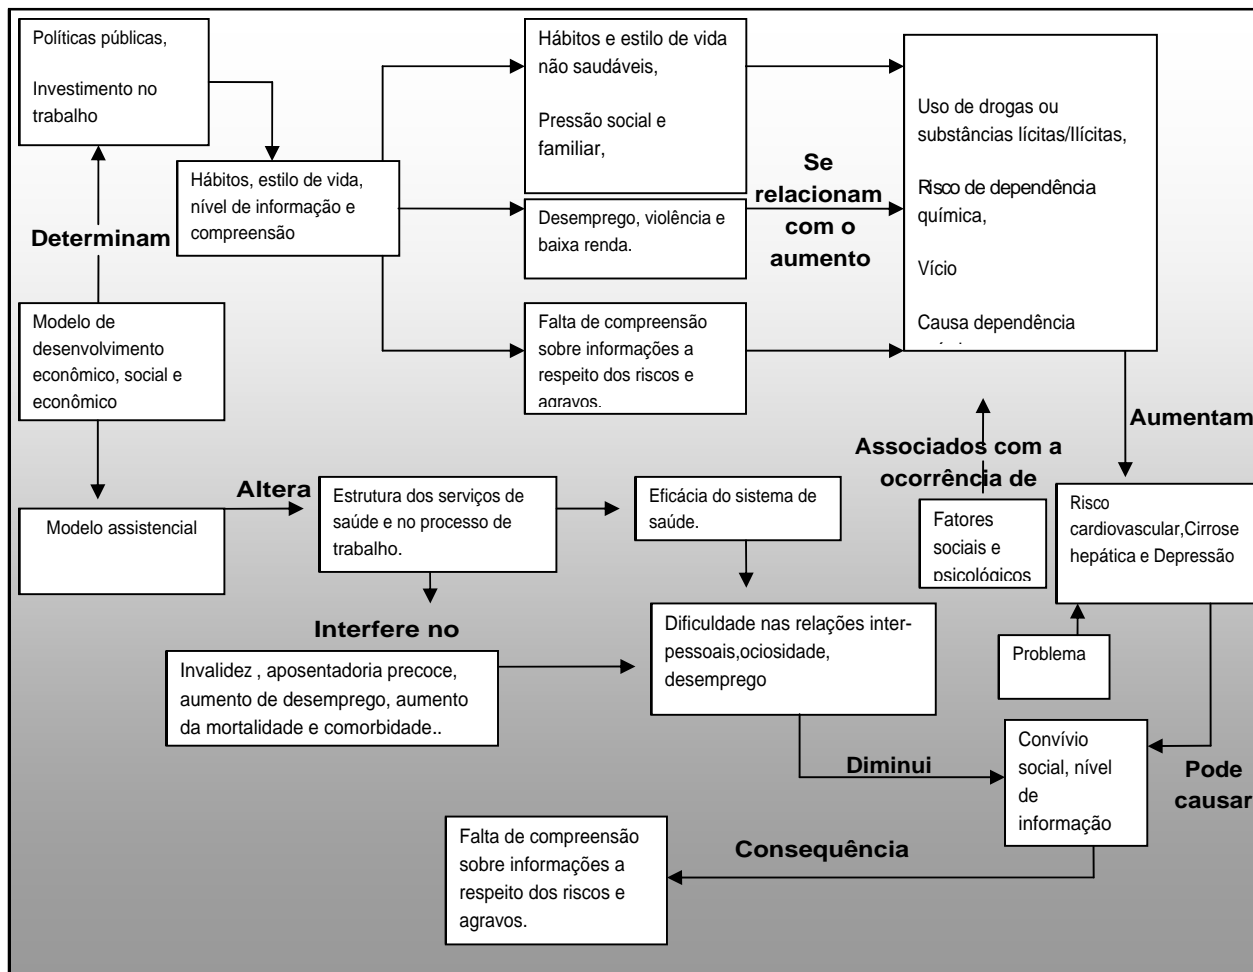 Políticas públicas,
Investimento no
trabalho
Hábitos e estilo de vida
não saudáveis,
Pressão social e
familiar,
Uso de drogas ou
substâncias lícitas/Ilícitas,
Risco de dependência
química,
Vício
Causa dependência
Hábitos, estilo de vida,
nível de informação e
compreensão
Se
relacionam
com o
aumento
Desemprego, violência e
baixa renda.
Determinam
Modelo de
desenvolvimento
econômico, social e
econômico
Falta de compreensão
sobre informações a
respeito dos riscos e
agravos.
Aumentam
Associados com a
ocorrência de
Altera
Modelo assistencial
Estrutura dos serviços de
saúde e no processo de
trabalho.
Eficácia do sistema de
saúde.
Fatores
sociais e
psicológicos
Risco
cardiovascular,Cirrose
hepática e Depressão
Interfere no
Invalidez , aposentadoria precoce,
aumento de desemprego, aumento
da mortalidade e comorbidade..
Dificuldade nas relações inter-
pessoais,ociosidade,
desemprego
Problema
Diminui
Convívio
social, nível
de
informação
Pode
causar
Consequência
Falta de compreensão
sobre informações a
respeito dos riscos e
agravos.